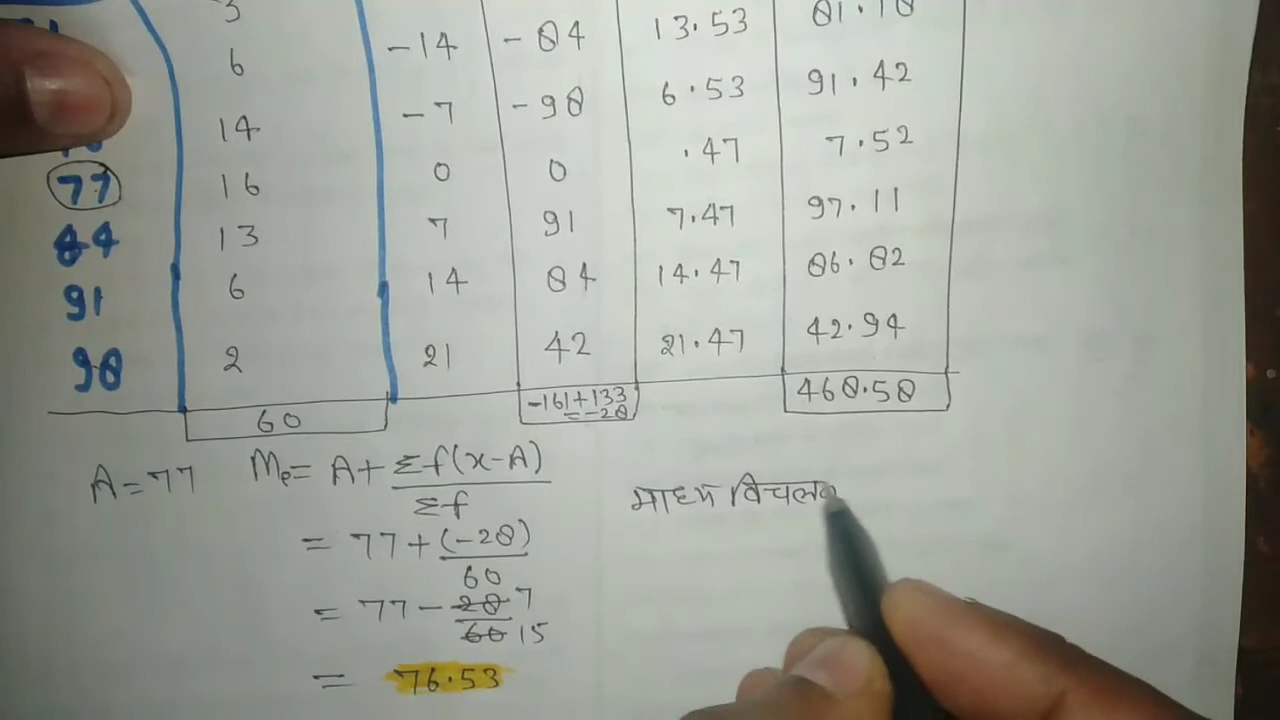 6 -14 -84 13.53 81.18
14 -7 -98 6.53 91.42
77 16 0 0 .47 7.52
84 13 7 91 7.47 97.11
91 6 14 84 14.47 86.82
98 2 21 42 21.47 42.94
60 -161+133 468.58
=-28
A=77 Me= A+ Σf(x-A)
Σf
माध्य विचलन
= 77+(-28)
60
= 77-28 7
60 15
= 76.53